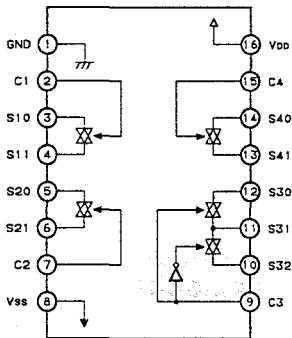 GND 1 16 VDD
C1 2 15 C4
S10 3 14 S40
S11 4 13 S41
S20 5 12 S30
S21 6 11 S31
C2 7 10 S32
Vss 8 9 C3